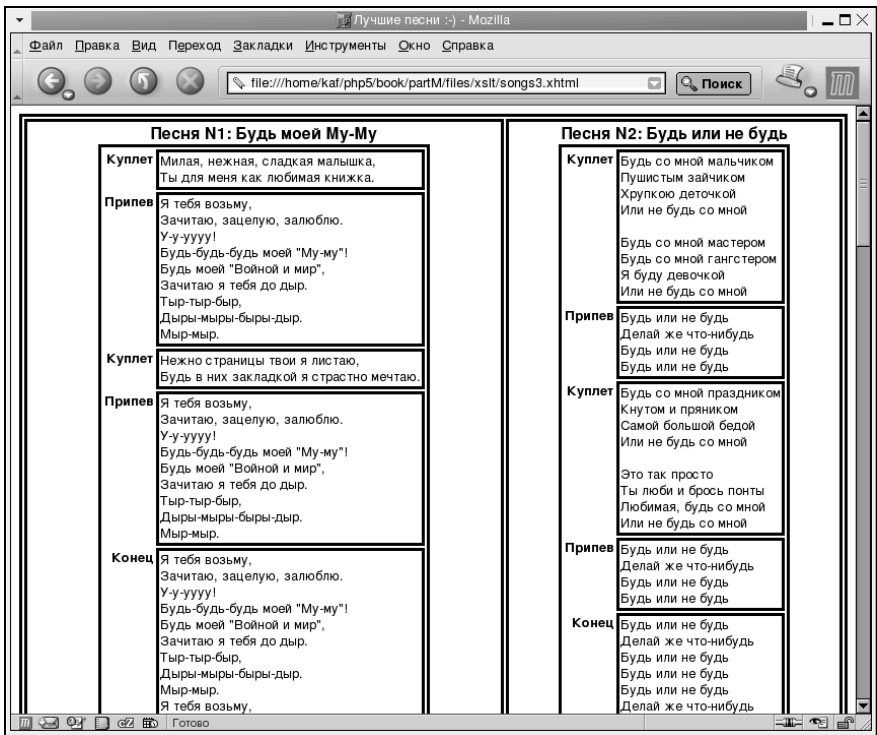 Лучшие песни :-) - Mozilla
Файл Правка Вид Переход Закладки Инструменты Окно Справка
file:///home/kaf/php5/book/partM/files/xslt/songs3.xhtml
Поиск
Песня N1: Будь моей Му-Му
Куплет
Милая, нежная, сладкая малышка,
Ты для меня как любимая книжка.
Припев
Я тебя возьму,
Зачитаю, зацелую, залюблю.
У-у-уууу!
Будь-будь-будь моей "Му-му"!
Будь моей "Войной и мир",
Зачитаю я тебя до дыр.
Тыр-тыр-быр,
Дыры-мыры-быры-дыр.
Мыр-мыр.
Куплет
Нежно страницы твои я листаю,
Будь в них закладкой я страстно мечтаю.
Припев
Я тебя возьму,
Зачитаю, зацелую, залюблю.
У-у-уууу!
Будь-будь-будь моей "Му-му"!
Будь моей "Войной и мир",
Зачитаю я тебя до дыр.
Тыр-тыр-быр,
Дыры-мыры-быры-дыр.
Мыр-мыр.
Конец
Я тебя возьму,
Зачитаю, зацелую, залюблю.
У-у-уууу!
Будь-будь-будь моей "Му-му"!
Будь моей "Войной и мир",
Зачитаю я тебя до дыр.
Тыр-тыр-быр,
Дыры-мыры-быры-дыр.
Мыр-мыр.
Я тебя возьму,
Песня N2: Будь или не будь
Куплет
Будь со мной мальчиком
Пушистым зайчиком
Хрупкою деточкой
Или не будь со мной
Будь со мной мастером
Будь со мной гангстером
Я буду девочкой
Или не будь со мной
Припев
Будь или не будь
Делай же что-нибудь
Будь или не будь
Будь или не будь
Куплет
Будь со мной праздником
Кнутом и пряником
Самой большой бедой
Или не будь со мной
Это так просто
Ты люби и брось понты
Любимая, будь со мной
Или не будь со мной
Припев
Будь или не будь
Делай же что-нибудь
Будь или не будь
Будь или не будь
Конец
Будь или не будь
Делай же что-нибудь
Будь или не будь
Будь или не будь
Будь или не будь
Делай же что-нибудь
Готово